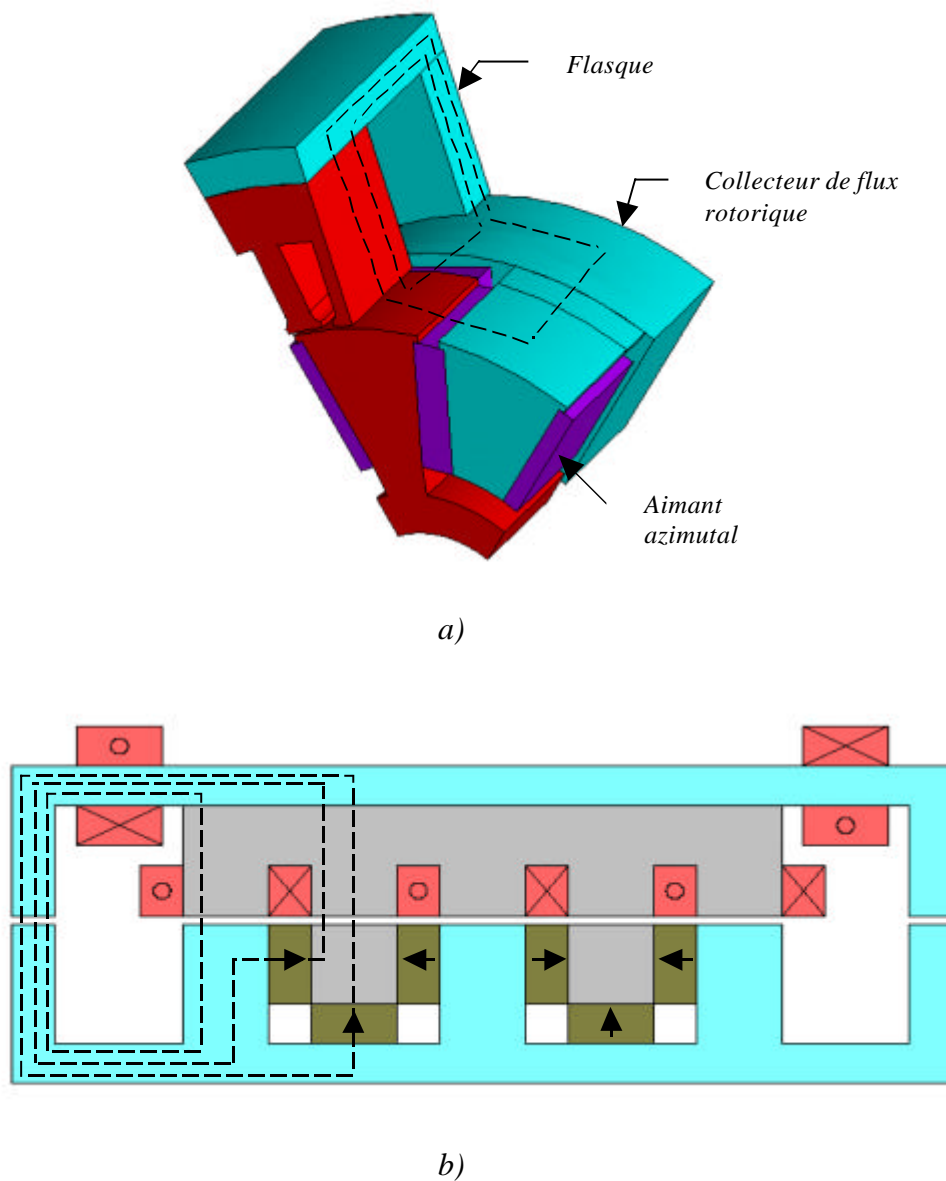 Flasque
Collecteur de flux
rotorique
Aimant
azimutal
a)
b)